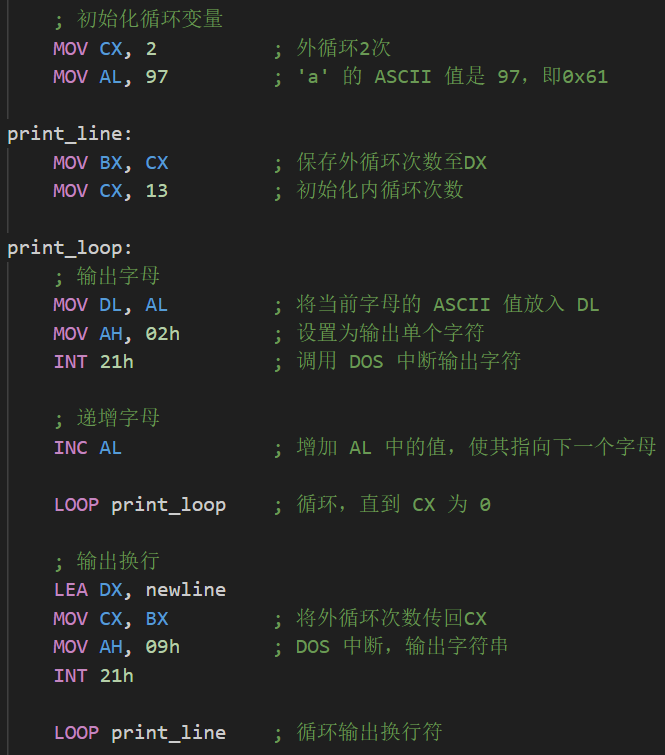 ; 初始化循环变量
MOV CX, 2 ; 外循环2次
MOV AL, 97 ; 'a' 的 ASCII 值是 97，即0x61
print_line:
MOV BX, CX ; 保存外循环次数至DX
MOV CX, 13 ; 初始化内循环次数
print_loop:
; 输出字母
MOV DL, AL ; 将当前字母的 ASCII 值放入 DL
MOV AH, 02h ; 设置为输出单个字符
INT 21h ; 调用 DOS 中断输出字符
; 递增字母
INC AL ; 增加 AL 中的值，使其指向下一个字母
LOOP print_loop ; 循环，直到 CX 为 0
; 输出换行
LEA DX, newline
MOV CX, BX ; 将外循环次数传回CX
MOV AH, 09h ; DOS 中断，输出字符串
INT 21h
LOOP print_line ; 循环输出换行符